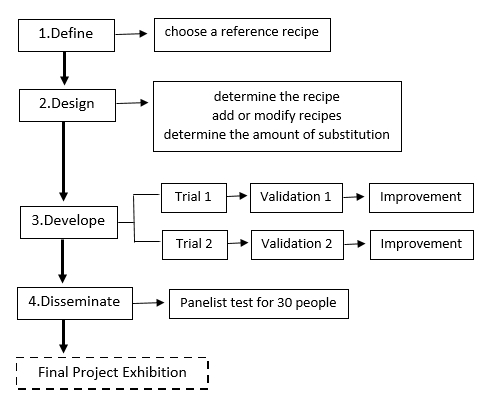 1.Define
choose a reference recipe
2.Design
determine the recipe
add or modify recipes
determine the amount of substitution
3.Develope
Trial 1
Validation 1
Improvement
Trial 2
Validation 2
Improvement
4.Disseminate
Panelist test for 30 people
Final Project Exhibition